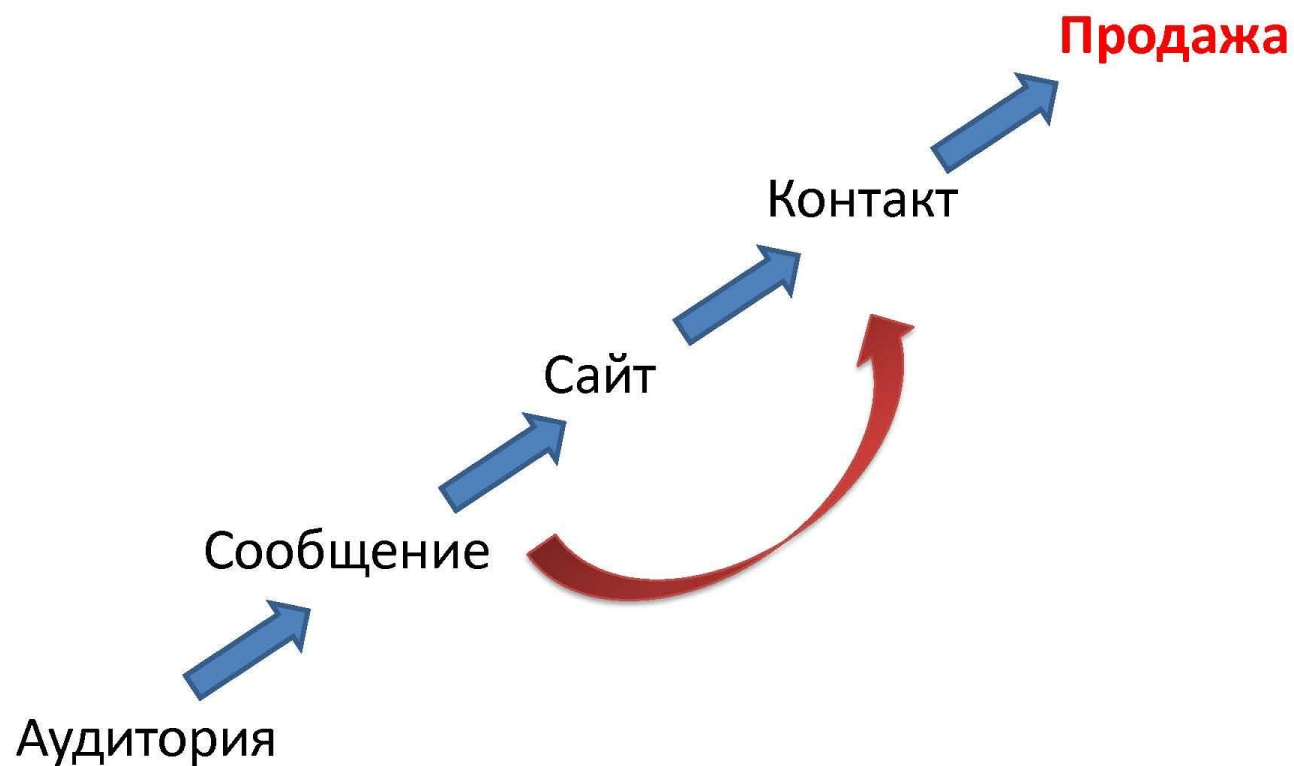 Продажа
Контакт
Сайт
Сообщение
Аудитория